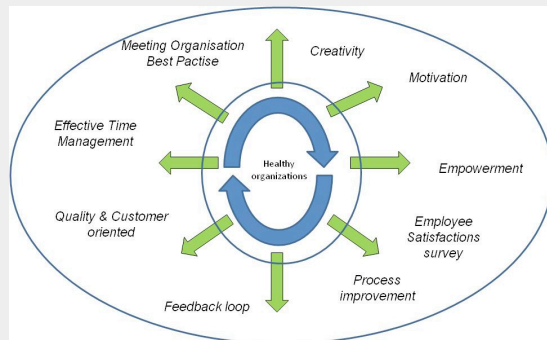 Meeting Organisation
Best Pactise
Creativity
Motivation
Effective Time
Management
Healthy
organizations
Empowerment
Quality & Customer
oriented
Employee
Satisfactions
survey
Process
improvement
Feedback loop